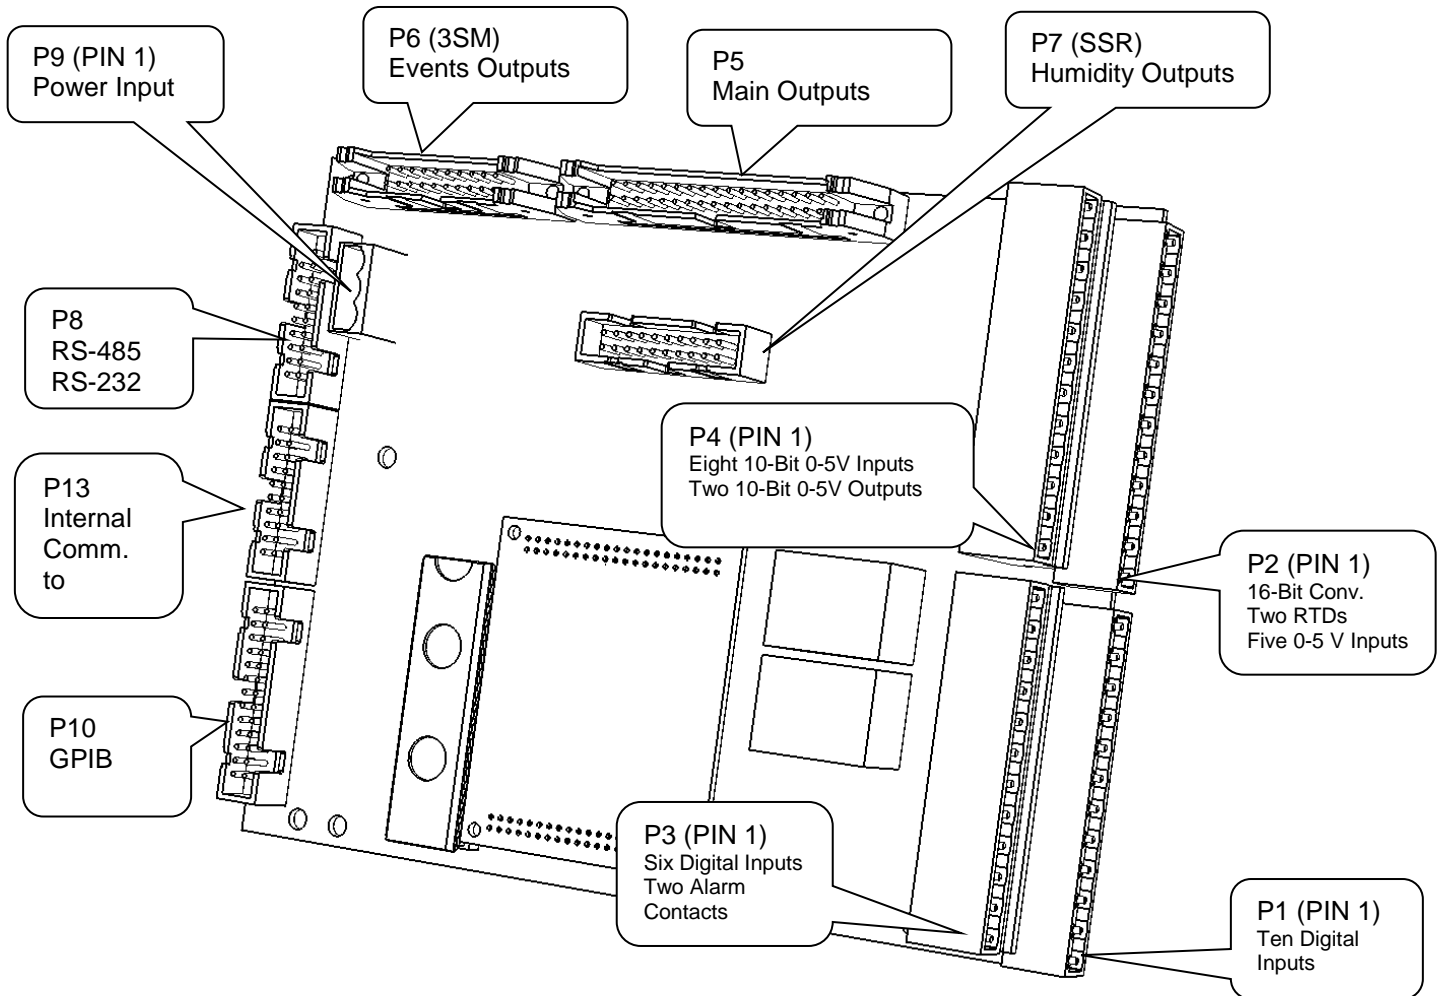 P9 (PIN 1)
Power Input
P6 (3SM)
Events Outputs
P5
Main Outputs
P7 (SSR)
Humidity Outputs
P8
RS-485
RS-232
P4 (PIN 1)
Eight 10-Bit 0-5V Inputs
Two 10-Bit 0-5V Outputs
P13
Internal
Comm.
to
P2 (PIN 1)
16-Bit Conv.
Two RTDs
Five 0-5 V Inputs
P10
GPIB
P3 (PIN 1)
Six Digital Inputs
Two Alarm
Contacts
P1 (PIN 1)
Ten Digital
Inputs